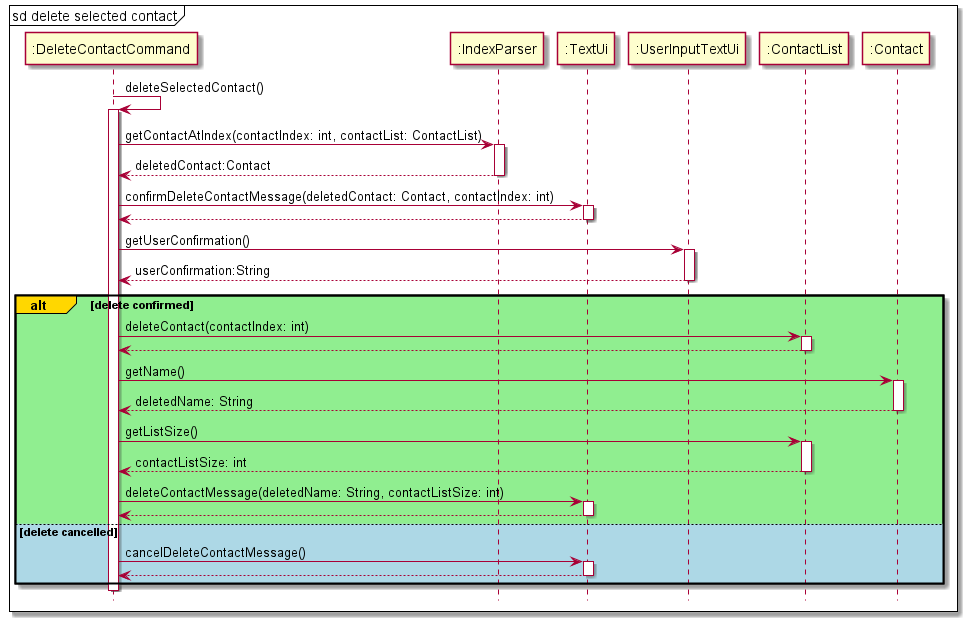 sd delete selected contact
:DeleteContactCommand :IndexParser :TextUi :UserInputTextUi :ContactList :Contact
deleteSelectedContact()
getContactAtIndex(contactIndex: int, contactList: ContactList)
deletedContact:Contact
confirmDeleteContactMessage(deletedContact: Contact, contactIndex: int)
getUserConfirmation()
userConfirmation:String
alt [delete confirmed]
deleteContact(contactIndex: int)
getName()
deletedName: String
getListSize()
contactListSize: int
deleteContactMessage(deletedName: String, contactListSize: int)
[delete cancelled]
cancelDeleteContactMessage()